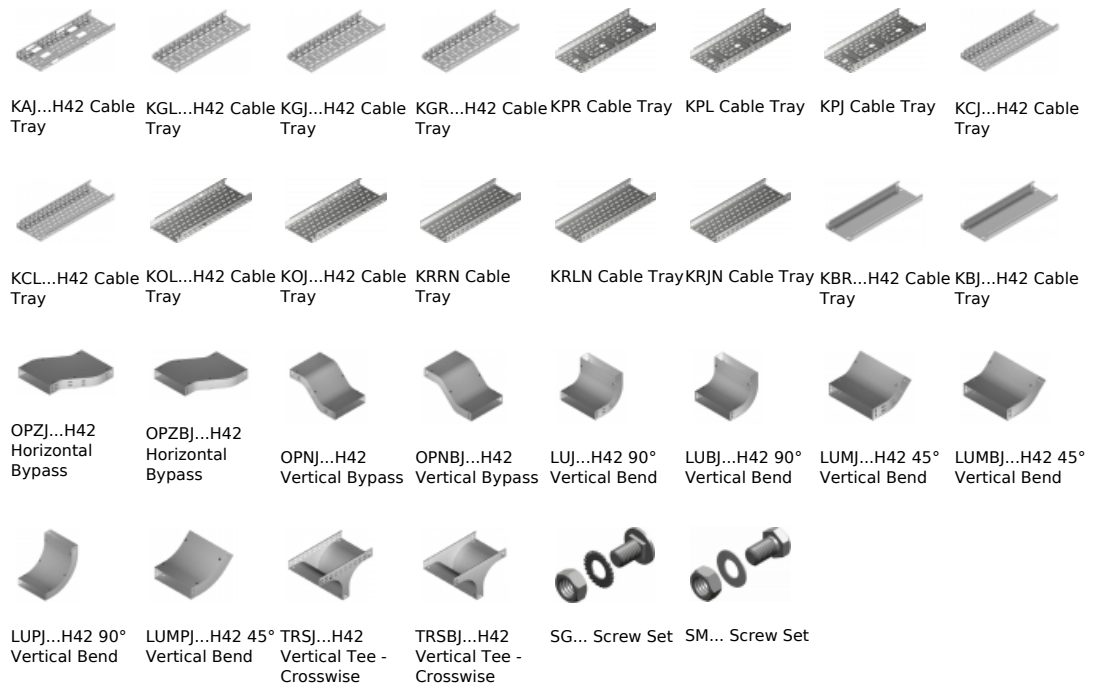 KAJ...H42 Cable
Tray
KGL...H42 Cable
Tray
KGJ...H42 Cable
Tray
KGR...H42 Cable
Tray
KPR Cable Tray
KPL Cable Tray
KPJ Cable Tray
KCJ...H42 Cable
Tray
KCL...H42 Cable
Tray
KOL...H42 Cable
Tray
KOJ...H42 Cable
Tray
KRRN Cable
Tray
KRLN Cable Tray
KRJN Cable Tray
KBR...H42 Cable
Tray
KBJ...H42 Cable
Tray
OPZJ...H42
Horizontal
Bypass
OPZBJ...H42
Horizontal
Bypass
OPNJ...H42
Vertical Bypass
OPNBJ...H42
Vertical Bypass
LUJ...H42 90°
Vertical Bend
LUBJ...H42 90°
Vertical Bend
LUMJ...H42 45°
Vertical Bend
LUMBJ...H42 45°
Vertical Bend
LUPJ...H42 90°
Vertical Bend
LUMPJ...H42 45°
Vertical Bend
TRSJ...H42
Vertical Tee -
Crosswise
TRSBJ...H42
Vertical Tee -
Crosswise
SG... Screw Set
SM... Screw Set